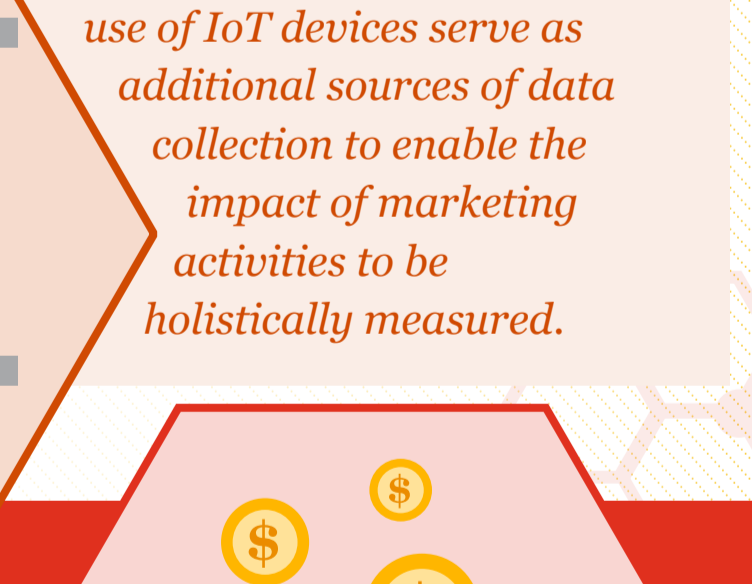 use of IoT devices serve as
additional sources of data
collection to enable the
impact of marketing
activities to be
holistically measured.
$
$